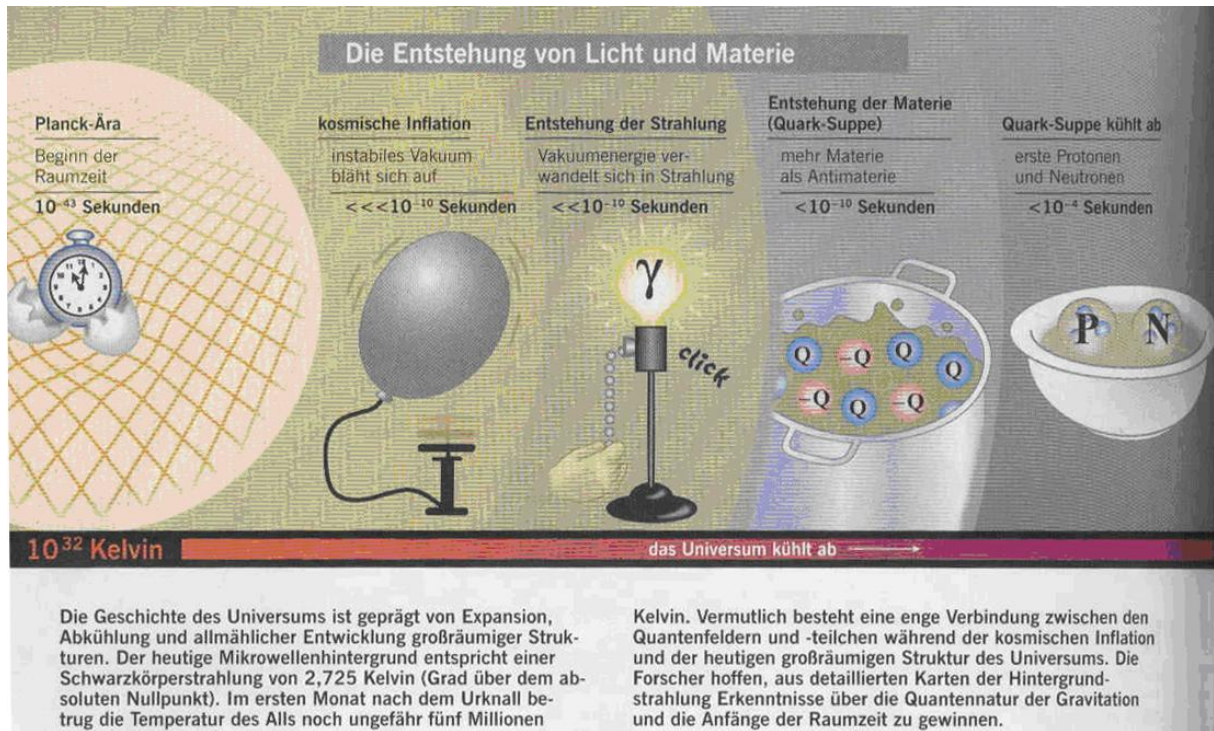 Die Entstehung von Licht und Materie
Planck-Ära
Beginn der
Raumzeit
10⁻⁴³ Sekunden
kosmische Inflation
instabiles Vakuum
bläht sich auf
<<<10⁻¹⁰ Sekunden
Entstehung der Strahlung
Vakuumenergie ver-
wandelt sich in Strahlung
<<10⁻¹⁰ Sekunden
Entstehung der Materie
(Quark-Suppe)
mehr Materie
als Antimaterie
<10⁻¹⁰ Sekunden
Quark-Suppe kühlt ab
erste Protonen
und Neutronen
<10⁻⁴ Sekunden
γ
click
Q -Q Q Q
-Q Q -Q
P N
10³² Kelvin
das Universum kühlt ab
Die Geschichte des Universums ist geprägt von Expansion,
Abkühlung und allmählicher Entwicklung großräumiger Struk-
turen. Der heutige Mikrowellenhintergrund entspricht einer
Schwarzkörperstrahlung von 2,725 Kelvin (Grad über dem ab-
soluten Nullpunkt). Im ersten Monat nach dem Urknall be-
trug die Temperatur des Alls noch ungefähr fünf Millionen
Kelvin. Vermutlich besteht eine enge Verbindung zwischen den
Quantenfeldern und -teilchen während der kosmischen Inflation
und der heutigen großräumigen Struktur des Universums. Die
Forscher hoffen, aus detaillierten Karten der Hintergrund-
strahlung Erkenntnisse über die Quantennatur der Gravitation
und die Anfänge der Raumzeit zu gewinnen.